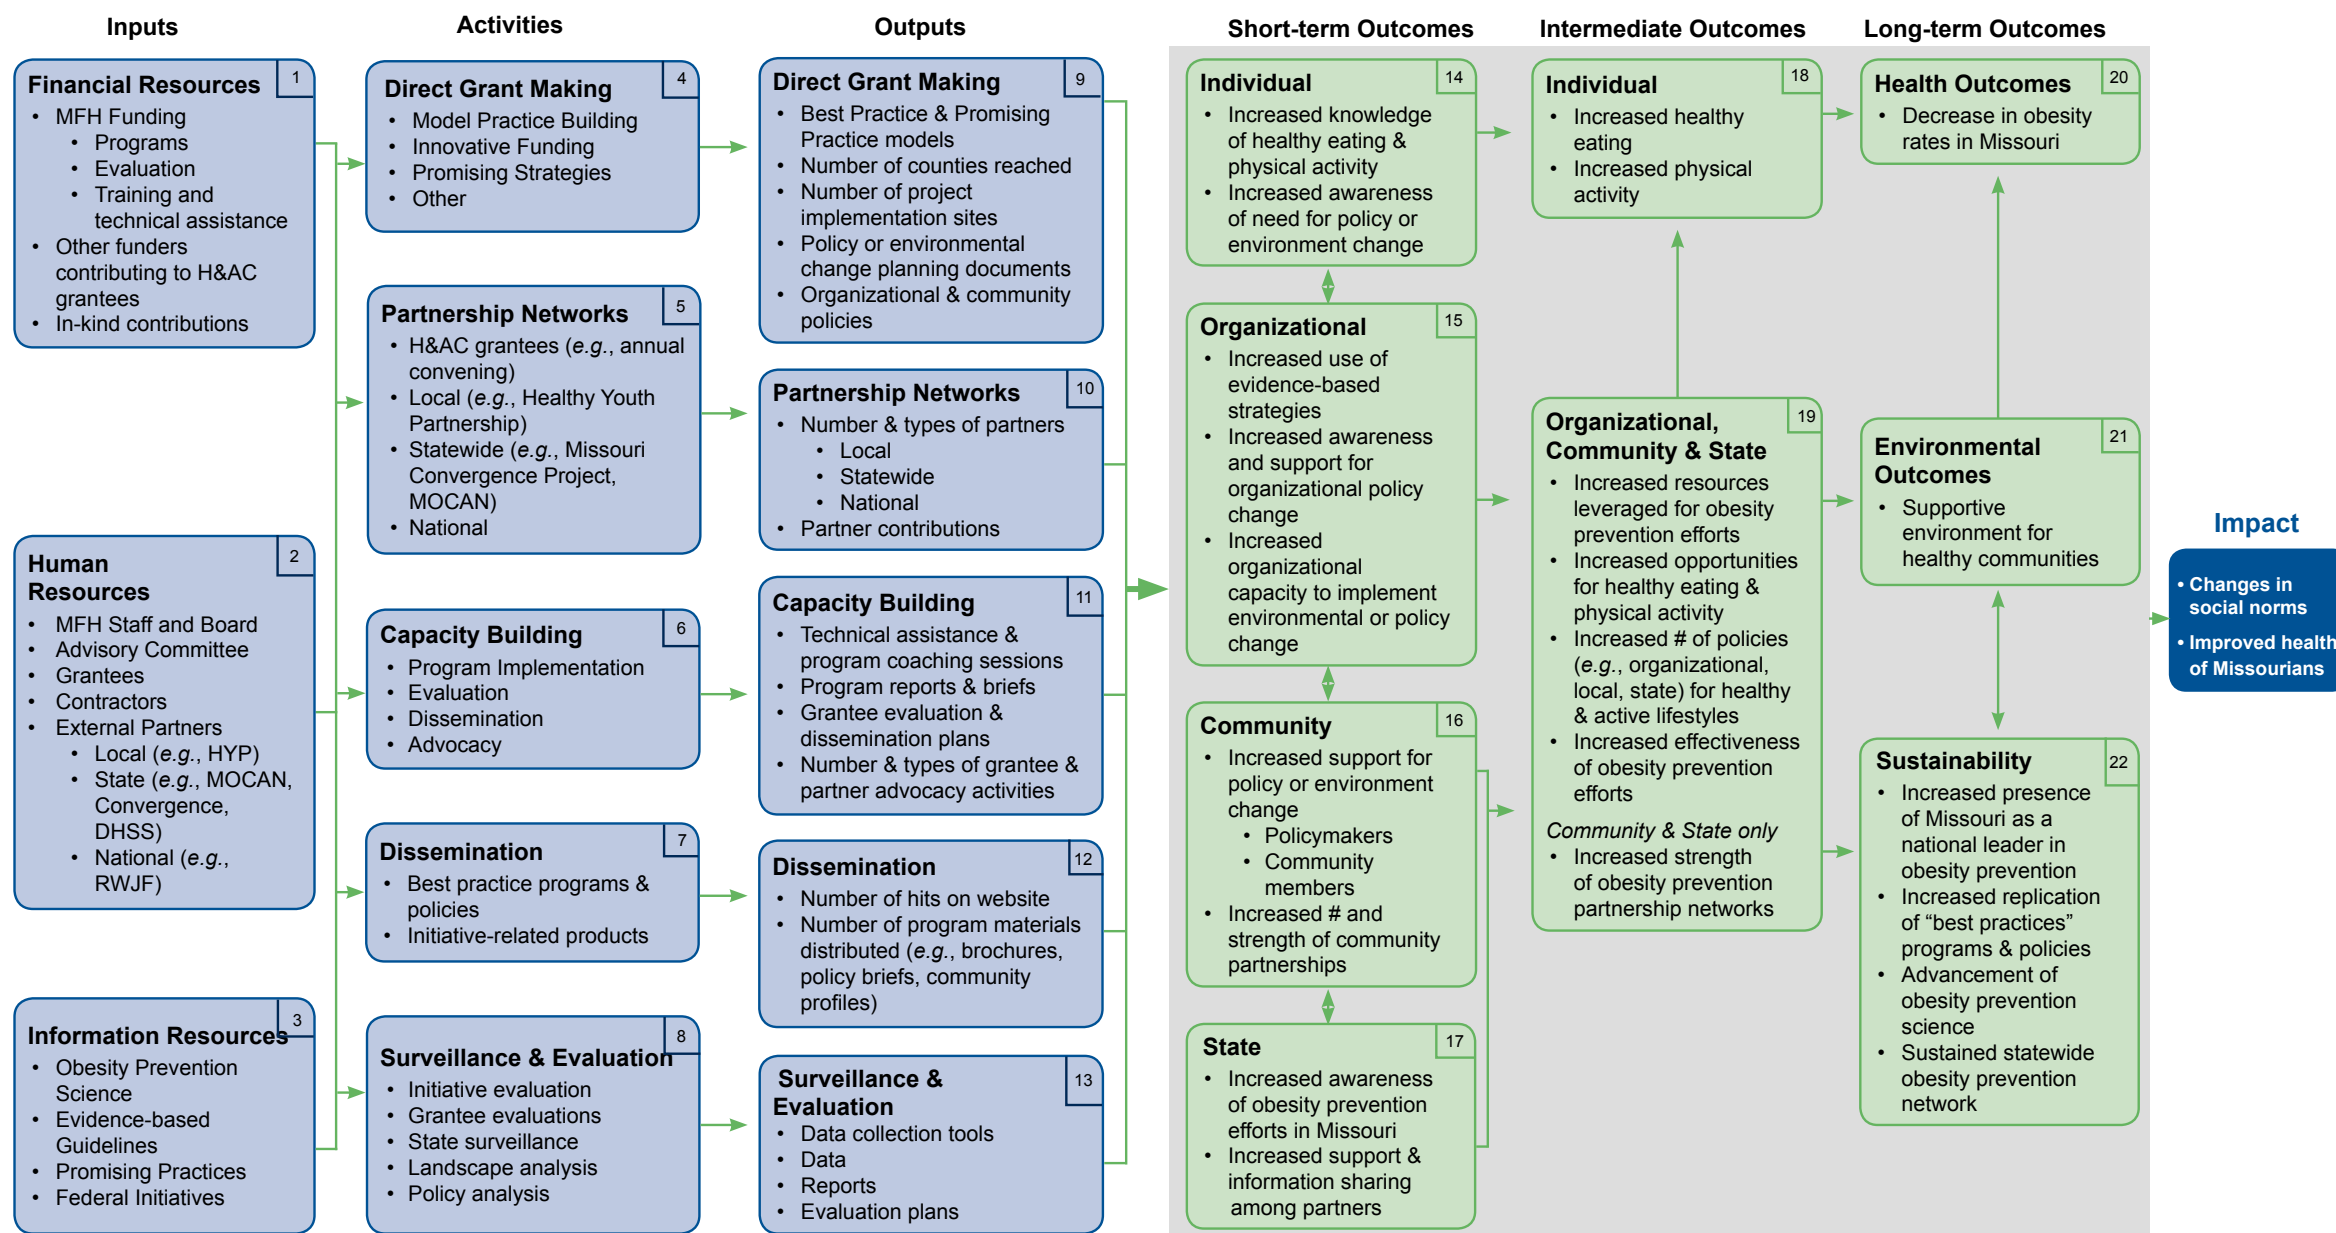 Inputs
Activities
Outputs
Short-term Outcomes
Intermediate Outcomes
Long-term Outcomes
1
Financial Resources
• MFH Funding
• Programs
• Evaluation
• Training and
technical assistance
• Other funders
contributing to H&AC
grantees
• In-kind contributions
2
Human
Resources
• MFH Staff and Board
• Advisory Committee
• Grantees
• Contractors
• External Partners
• Local (e.g., HYP)
• State (e.g., MOCAN,
Convergence,
DHSS)
• National (e.g.,
RWJF)
3
Information Resources
• Obesity Prevention
Science
• Evidence-based
Guidelines
• Promising Practices
• Federal Initiatives
4
Direct Grant Making
• Model Practice Building
• Innovative Funding
• Promising Strategies
• Other
5
Partnership Networks
• H&AC grantees (e.g., annual
convening)
• Local (e.g., Healthy Youth
Partnership)
• Statewide (e.g., Missouri
Convergence Project,
MOCAN)
• National
6
Capacity Building
• Program Implementation
• Evaluation
• Dissemination
• Advocacy
7
Dissemination
• Best practice programs &
policies
• Initiative-related products
8
Surveillance & Evaluation
• Initiative evaluation
• Grantee evaluations
• State surveillance
• Landscape analysis
• Policy analysis
9
Direct Grant Making
• Best Practice & Promising
Practice models
• Number of counties reached
• Number of project
implementation sites
• Policy or environmental
change planning documents
• Organizational & community
policies
10
Partnership Networks
• Number & types of partners
• Local
• Statewide
• National
• Partner contributions
11
Capacity Building
• Technical assistance &
program coaching sessions
• Program reports & briefs
• Grantee evaluation &
dissemination plans
• Number & types of grantee &
partner advocacy activities
12
Dissemination
• Number of hits on website
• Number of program materials
distributed (e.g., brochures,
policy briefs, community
profiles)
13
Surveillance &
Evaluation
• Data collection tools
• Data
• Reports
• Evaluation plans
14
Individual
• Increased knowledge
of healthy eating &
physical activity
• Increased awareness
of need for policy or
environment change
15
Organizational
• Increased use of
evidence-based
strategies
• Increased awareness
and support for
organizational policy
change
• Increased
organizational
capacity to implement
environmental or policy
change
16
Community
• Increased support for
policy or environment
change
• Policymakers
• Community
members
• Increased # and
strength of community
partnerships
17
State
• Increased awareness
of obesity prevention
efforts in Missouri
• Increased support &
information sharing
among partners
18
Individual
• Increased healthy
eating
• Increased physical
activity
19
Organizational,
Community & State
• Increased resources
leveraged for obesity
prevention efforts
• Increased opportunities
for healthy eating &
physical activity
• Increased # of policies
(e.g., organizational,
local, state) for healthy
& active lifestyles
• Increased effectiveness
of obesity prevention
efforts
Community & State only
• Increased strength
of obesity prevention
partnership networks
20
Health Outcomes
• Decrease in obesity
rates in Missouri
21
Environmental
Outcomes
• Supportive
environment for
healthy communities
22
Sustainability
• Increased presence
of Missouri as a
national leader in
obesity prevention
• Increased replication
of “best practices”
programs & policies
• Advancement of
obesity prevention
science
• Sustained statewide
obesity prevention
network
Impact
• Changes in
social norms
• Improved health
of Missourians